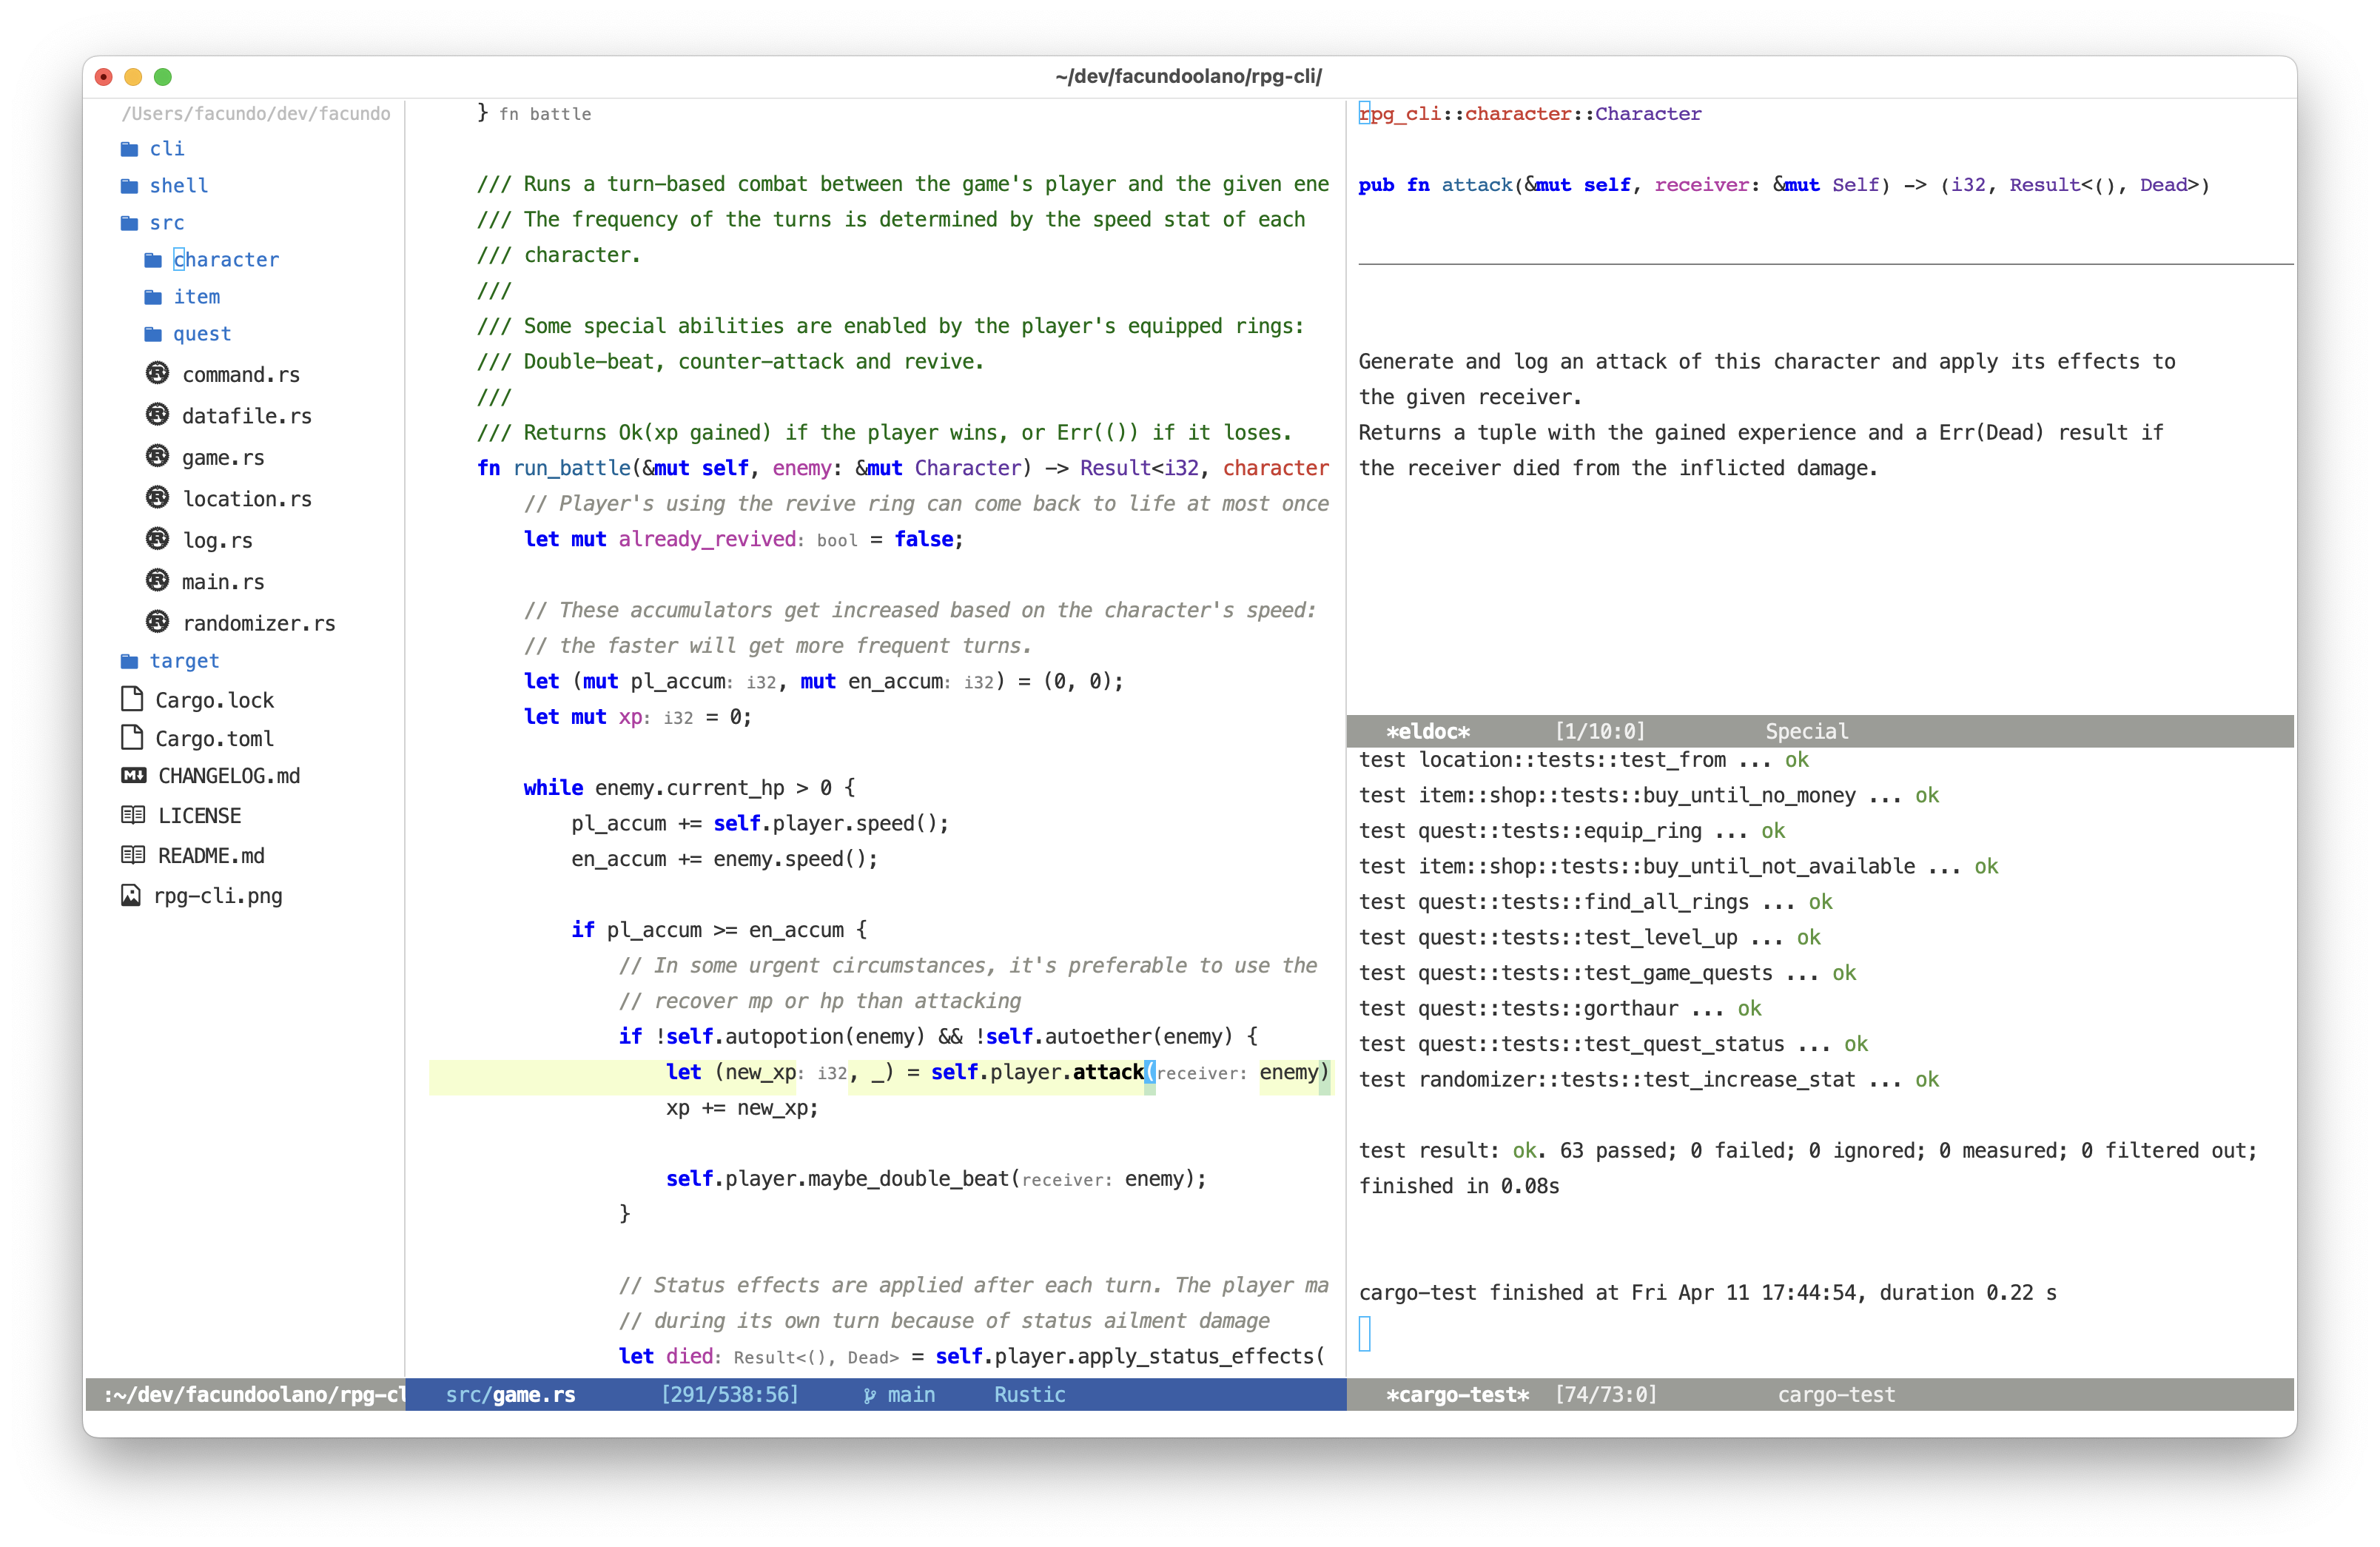 ~/dev/facundoolano/rpg-cli/
/Users/facundo/dev/facundo
cli
shell
src
character
item
quest
command.rs
datafile.rs
game.rs
location.rs
log.rs
main.rs
randomizer.rs
target
Cargo.lock
Cargo.toml
CHANGELOG.md
LICENSE
README.md
rpg-cli.png
:~/dev/facundoolano/rpg-cl
} fn battle
/// Runs a turn-based combat between the game's player and the given ene
/// The frequency of the turns is determined by the speed stat of each
/// character.
///
/// Some special abilities are enabled by the player's equipped rings:
/// Double-beat, counter-attack and revive.
///
/// Returns Ok(xp gained) if the player wins, or Err(()) if it loses.
fn run_battle(&mut self, enemy: &mut Character) -> Result<i32, character
// Player's using the revive ring can come back to life at most once
let mut already_revived: bool = false;
// These accumulators get increased based on the character's speed:
// the faster will get more frequent turns.
let (mut pl_accum: i32, mut en_accum: i32) = (0, 0);
let mut xp: i32 = 0;
while enemy.current_hp > 0 {
pl_accum += self.player.speed();
en_accum += enemy.speed();
if pl_accum >= en_accum {
// In some urgent circumstances, it's preferable to use the
// recover mp or hp than attacking
if !self.autopotion(enemy) && !self.autoether(enemy) {
let (new_xp: i32, _) = self.player.attack(receiver: enemy)
xp += new_xp;
self.player.maybe_double_beat(receiver: enemy);
}
// Status effects are applied after each turn. The player ma
// during its own turn because of status ailment damage
let died: Result<(), Dead> = self.player.apply_status_effects(
src/game.rs [291/538:56] main Rustic
rpg_cli::character::Character
pub fn attack(&mut self, receiver: &mut Self) -> (i32, Result<(), Dead>)
Generate and log an attack of this character and apply its effects to
the given receiver.
Returns a tuple with the gained experience and a Err(Dead) result if
the receiver died from the inflicted damage.
*eldoc* [1/10:0] Special
test location::tests::test_from ... ok
test item::shop::tests::buy_until_no_money ... ok
test quest::tests::equip_ring ... ok
test item::shop::tests::buy_until_not_available ... ok
test quest::tests::find_all_rings ... ok
test quest::tests::test_level_up ... ok
test quest::tests::test_game_quests ... ok
test quest::tests::gorthaur ... ok
test quest::tests::test_quest_status ... ok
test randomizer::tests::test_increase_stat ... ok
test result: ok. 63 passed; 0 failed; 0 ignored; 0 measured; 0 filtered out;
finished in 0.08s
cargo-test finished at Fri Apr 11 17:44:54, duration 0.22 s
*cargo-test* [74/73:0] cargo-test